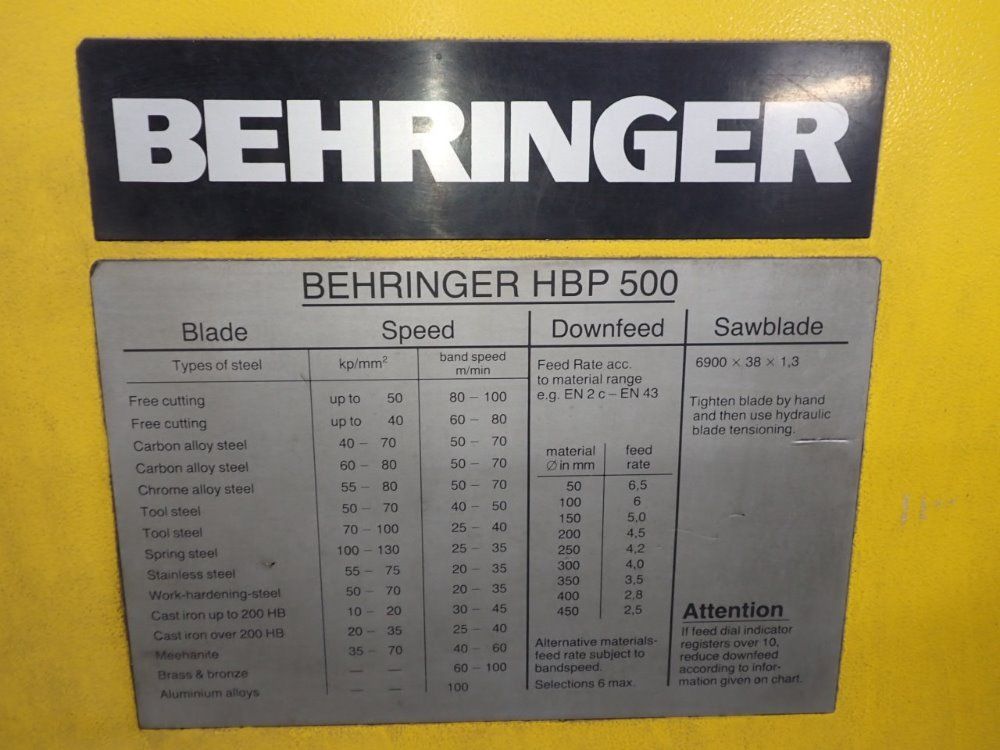 BEHRINGER
BEHRINGER HBP 500
Blade Speed Downfeed Sawblade
Types of steel kp/mm² band speed m/min
Free cutting up to 50 80 – 100
Free cutting up to 40 60 – 80
Carbon alloy steel 40 – 70 50 – 70
Carbon alloy steel 60 – 80 50 – 70
Chrome alloy steel 55 – 80 50 – 70
Tool steel 50 – 70 40 – 50
Tool steel 70 – 100 25 – 40
Spring steel 100 – 130 25 – 35
Stainless steel 55 – 75 20 – 35
Work-hardening-steel 50 – 70 20 – 35
Cast iron up to 200 HB 10 – 20 30 – 45
Cast iron over 200 HB 20 – 35 25 – 40
Meehanite 35 – 70 40 – 60
Brass & bronze — — 60 – 100
Aluminium alloys — — 100
Feed Rate acc.
to material range
e.g. EN 2 c – EN 43
material feed
Ø in mm rate
50 6,5
100 6
150 5,0
200 4,5
250 4,2
300 4,0
350 3,5
400 2,8
450 2,5
Alternative materials-
feed rate subject to
bandspeed.
Selections 6 max.
6900 × 38 × 1,3
Tighten blade by hand
and then use hydraulic
blade tensioning.
Attention
If feed dial indicator
registers over 10,
reduce downfeed
according to infor-
mation given on chart.